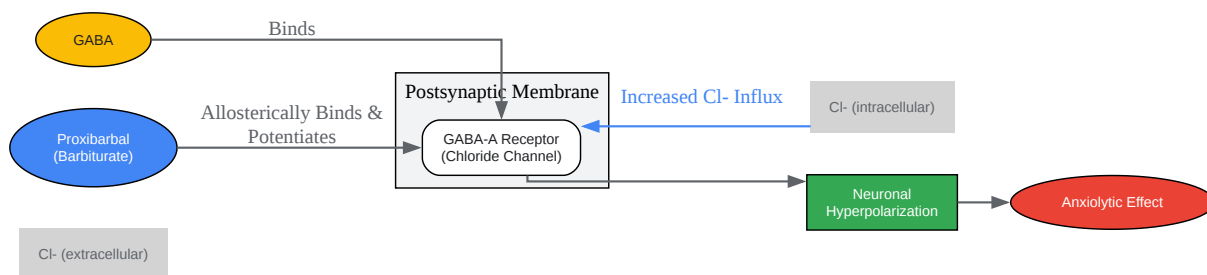 GABA
Binds
Postsynaptic Membrane
Increased Cl- Influx
Cl- (intracellular)
Allosterically Binds &
Potentiates
Proxibarbal
(Barbiturate)
GABA-A Receptor
(Chloride Channel)
Neuronal
Hyperpolarization
Anxiolytic Effect
Cl- (extracellular)